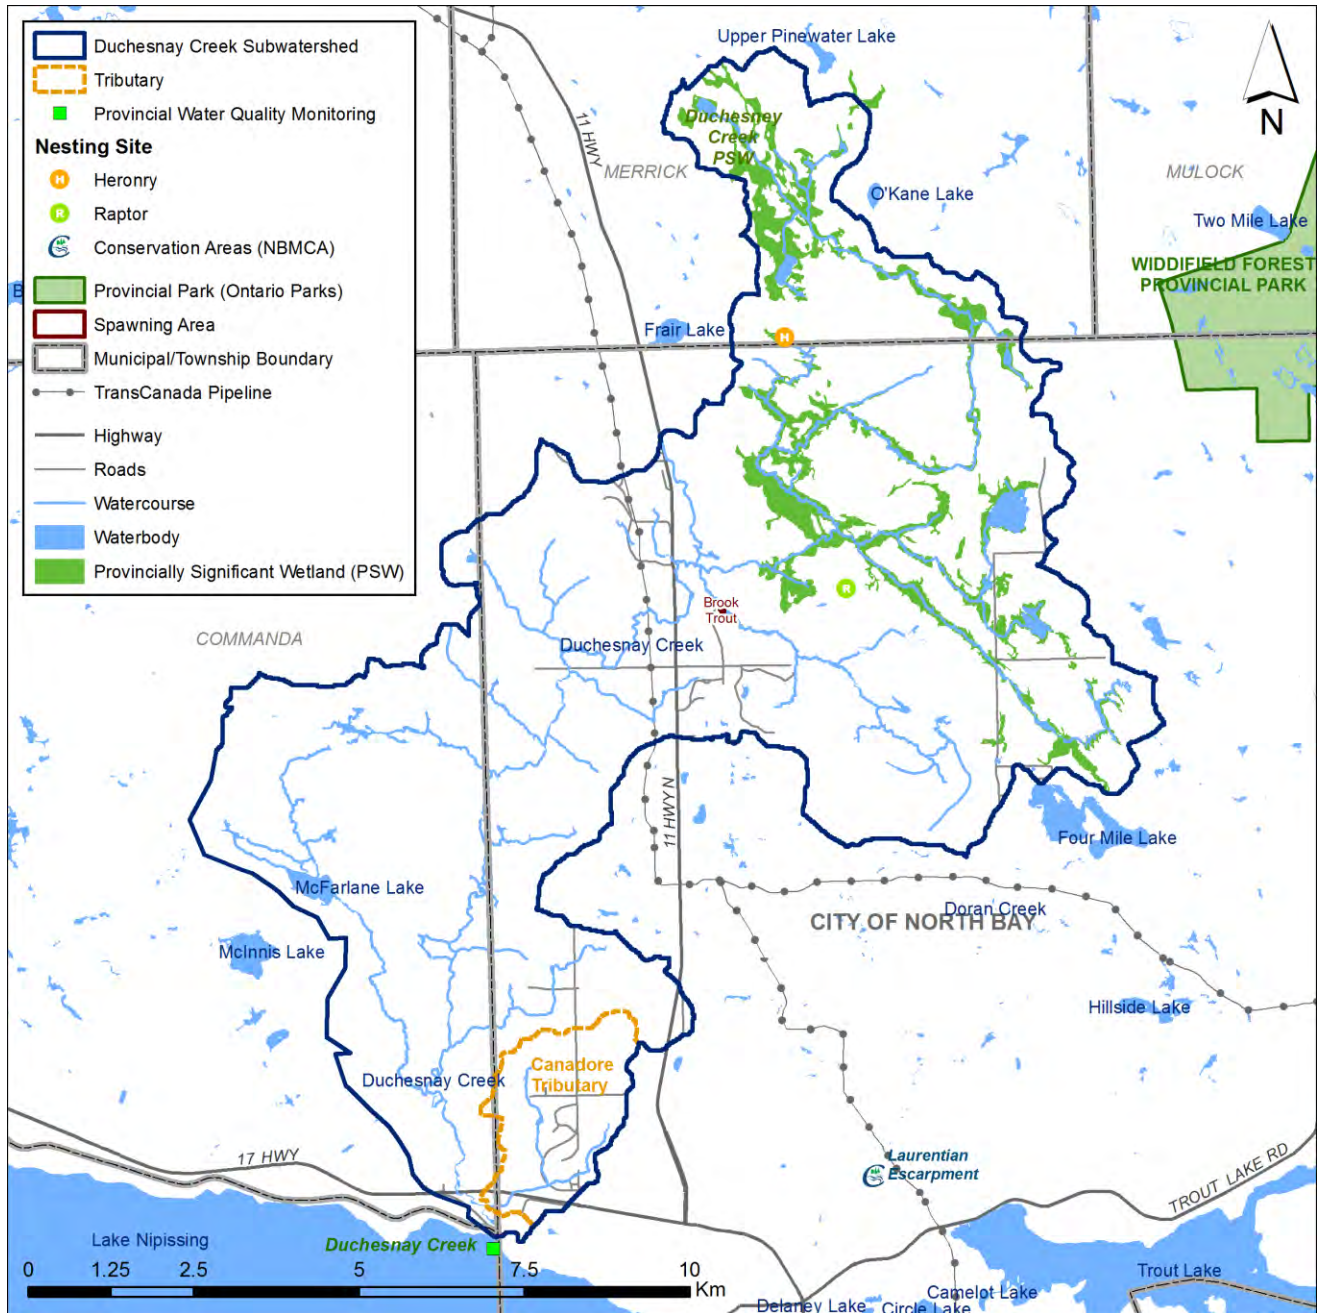 Duchesnay Creek Subwatershed
Tributary
Provincial Water Quality Monitoring
Nesting Site
H
Heronry
R
Raptor
Conservation Areas (NBMCA)
Provincial Park (Ontario Parks)
Spawning Area
Municipal/Township Boundary
TransCanada Pipeline
Highway
Roads
Watercourse
Waterbody
Provincially Significant Wetland (PSW)
Upper Pinewater Lake
N
11 HWY
Duchesnay
Creek
PSW
MERRICK
MULOCK
O'Kane Lake
Two Mile Lake
WIDDIFIELD FOREST
PROVINCIAL PARK
B
Frair Lake
H
R
Brook
Trout
COMMANDA
Duchesnay Creek
11 HWY N
Four Mile Lake
McFarlane Lake
Doran Creek
CITY OF NORTH BAY
McInnis Lake
Hillside Lake
Canadore
Tributary
Duchesnay Creek
17 HWY
Laurentian
Escarpment
TROUT LAKE RD
Lake Nipissing
Duchesnay Creek
Trout Lake
0 1.25 2.5 5 7.5 10
Km
Camelot Lake
Delaney Lake
Circle Lake